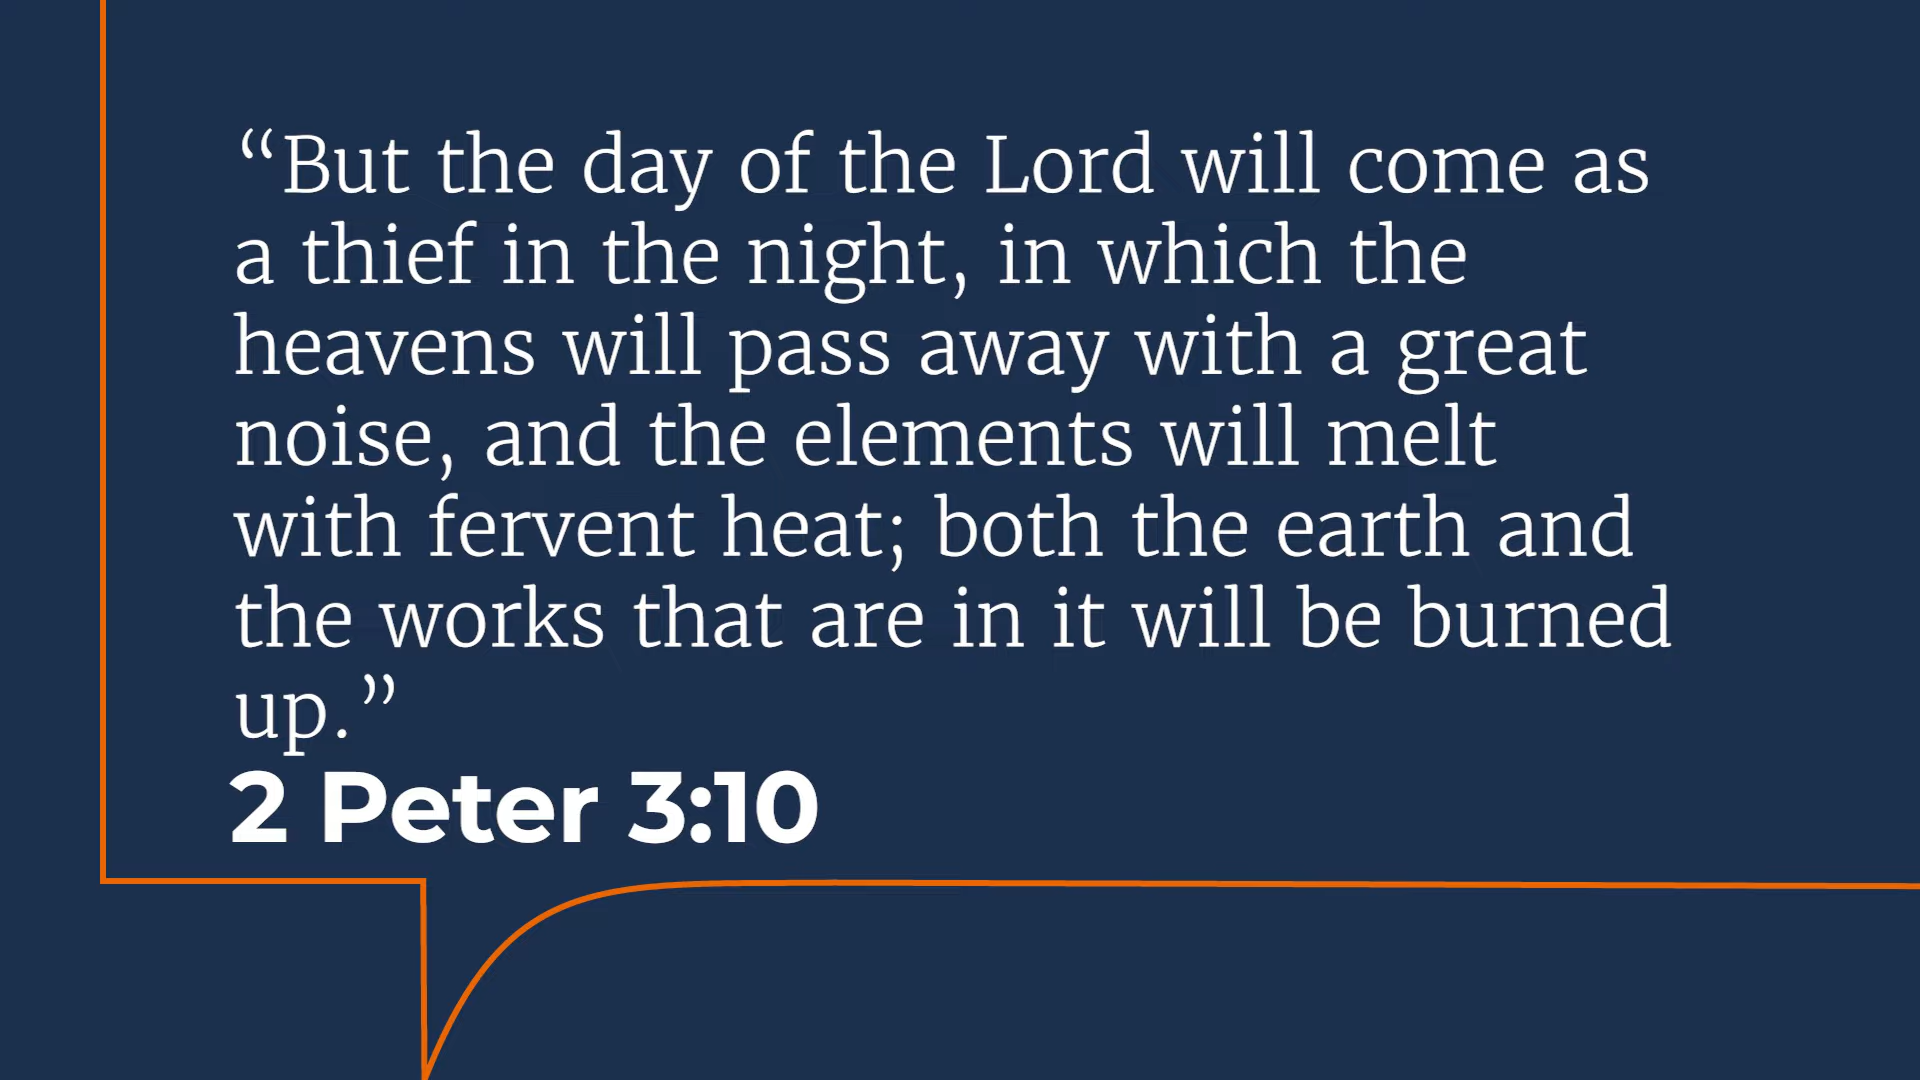 “But the day of the Lord will come as
a thief in the night, in which the
heavens will pass away with a great
noise, and the elements will melt
with fervent heat; both the earth and
the works that are in it will be burned
up.”
2 Peter 3:10